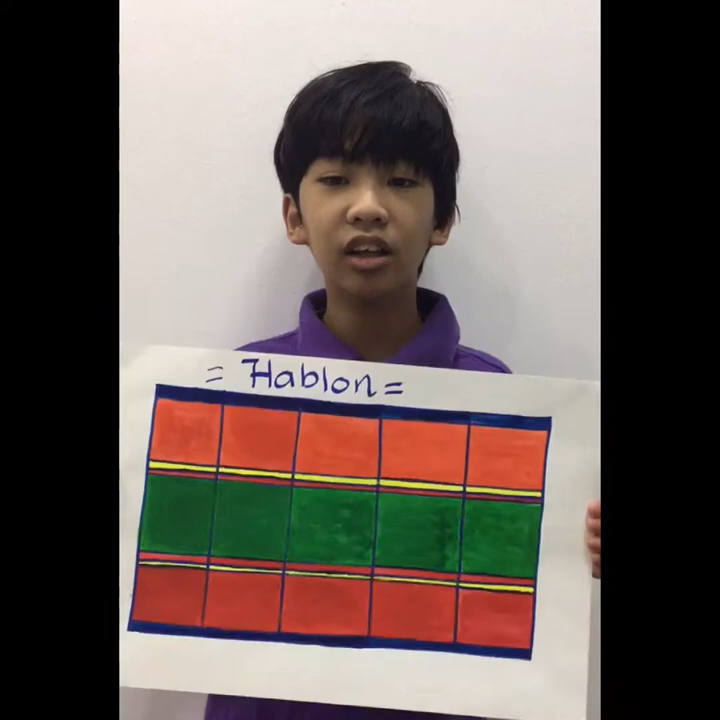 = Hablon =